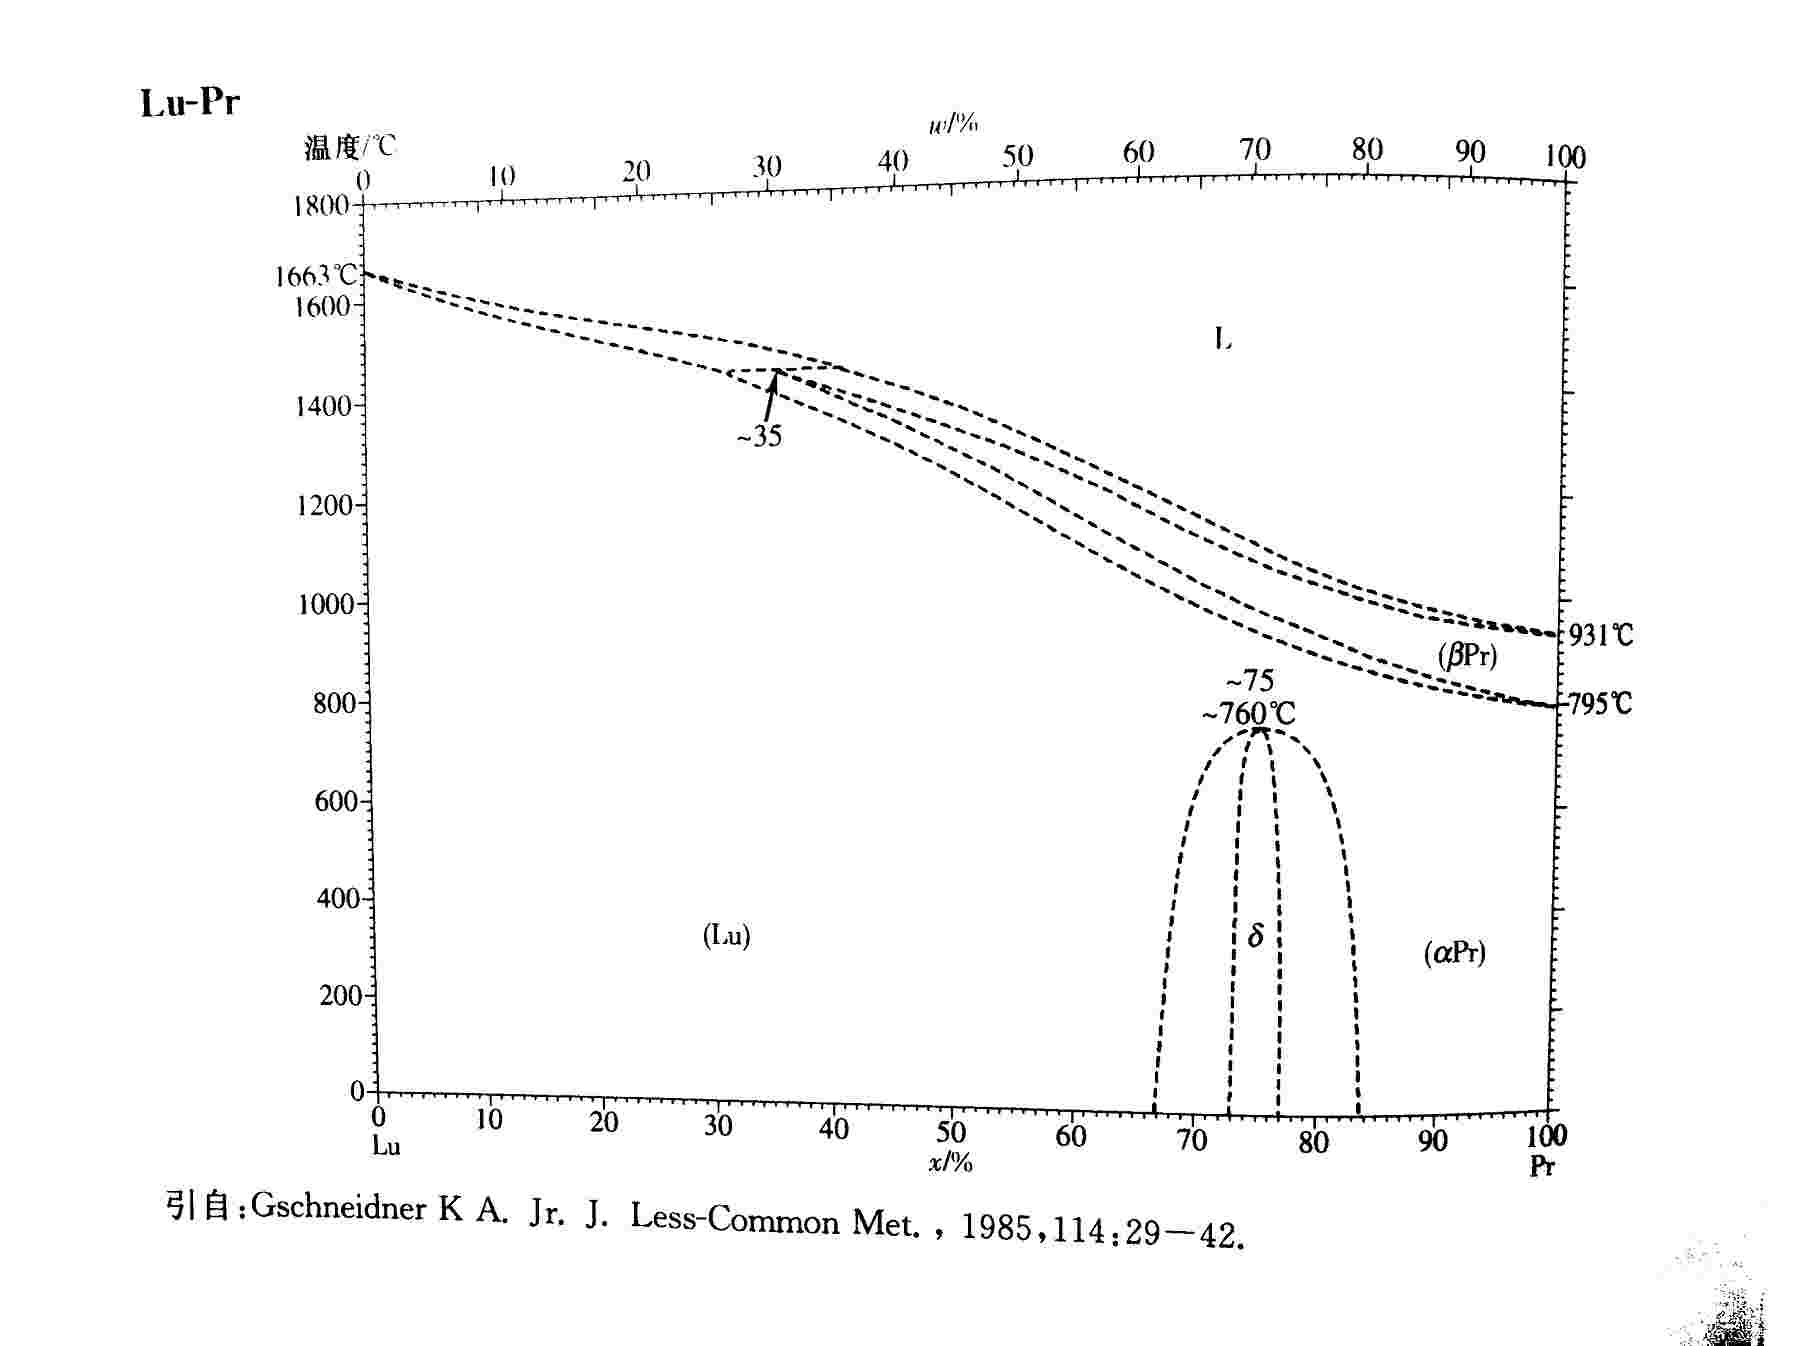 Lu-Pr
w/%
温度/℃
0 10 20 30 40 50 60 70 80 90 100
1800
1663℃
1600
L
1400
~35
1200
1000
931℃
(βPr)
~75
800
795℃
~760℃
600
400
(Lu)
δ
(αPr)
200
0
0 10 20 30 40 50 60 70 80 90 100
Lu
x/%
Pr
引自:Gschneidner K A. Jr. J. Less-Common Met., 1985,114:29—42.